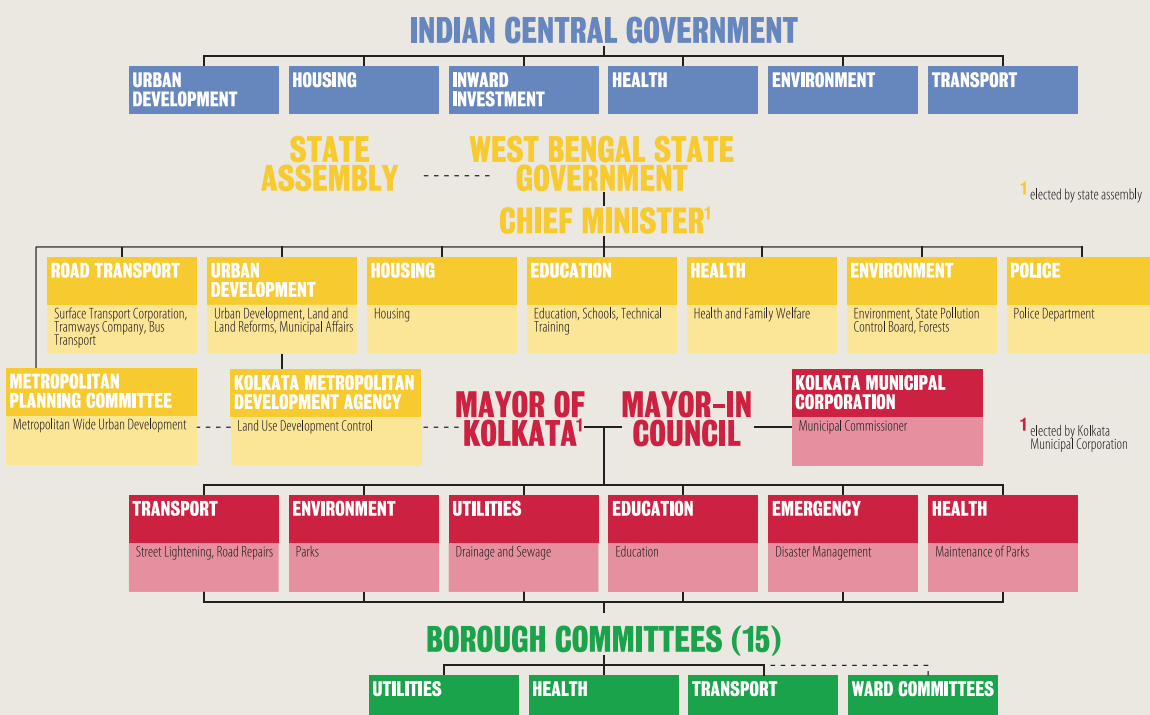 INDIAN CENTRAL GOVERNMENT
URBAN
DEVELOPMENT
HOUSING
INWARD
INVESTMENT
HEALTH
ENVIRONMENT
TRANSPORT
STATE
ASSEMBLY
WEST BENGAL STATE
GOVERNMENT
1 elected by state assembly
CHIEF MINISTER1
ROAD TRANSPORT
Surface Transport Corporation,
Tramways Company, Bus
Transport
URBAN
DEVELOPMENT
Urban Development, Land and
Land Reforms, Municipal Affairs
HOUSING
Housing
EDUCATION
Education, Schools, Technical
Training
HEALTH
Health and Family Welfare
ENVIRONMENT
Environment, State Pollution
Control Board, Forests
POLICE
Police Department
METROPOLITAN
PLANNING COMMITTEE
Metropolitan Wide Urban Development
KOLKATA METROPOLITAN
DEVELOPMENT AGENCY
Land Use Development Control
MAYOR OF
KOLKATA1
MAYOR–IN
COUNCIL
KOLKATA MUNICIPAL
CORPORATION
Municipal Commissioner
1 elected by Kolkata
Municipal Corporation
TRANSPORT
Street Lightening, Road Repairs
ENVIRONMENT
Parks
UTILITIES
Drainage and Sewage
EDUCATION
Education
EMERGENCY
Disaster Management
HEALTH
Maintenance of Parks
BOROUGH COMMITTEES (15)
UTILITIES
HEALTH
TRANSPORT
WARD COMMITTEES